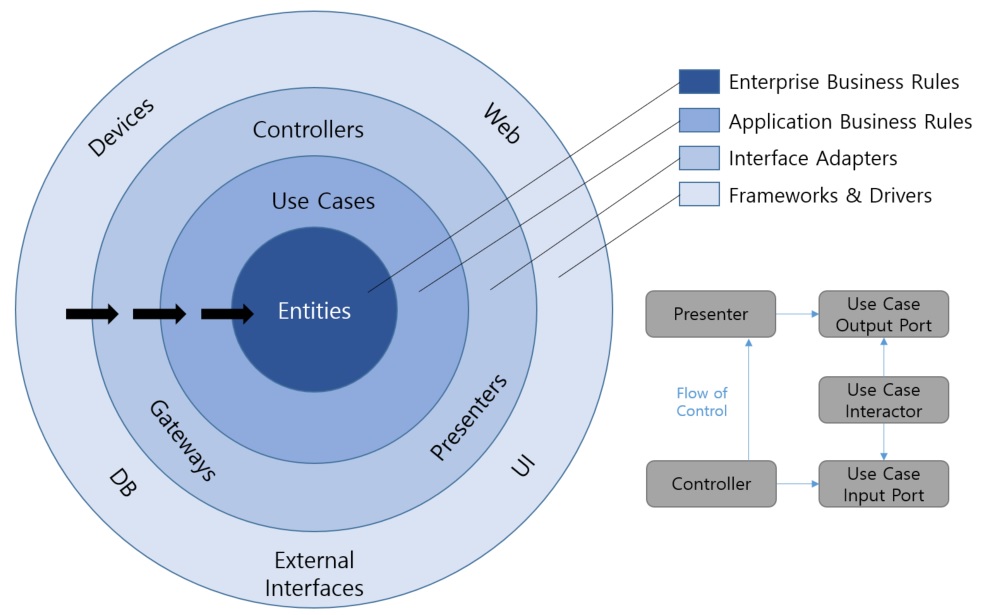 Devices
Web
Controllers
Use Cases
Entities
Gateways
Presenters
DB
UI
External
Interfaces
Enterprise Business Rules
Application Business Rules
Interface Adapters
Frameworks & Drivers
Presenter
Use Case
Output Port
Flow of
Control
Use Case
Interactor
Controller
Use Case
Input Port